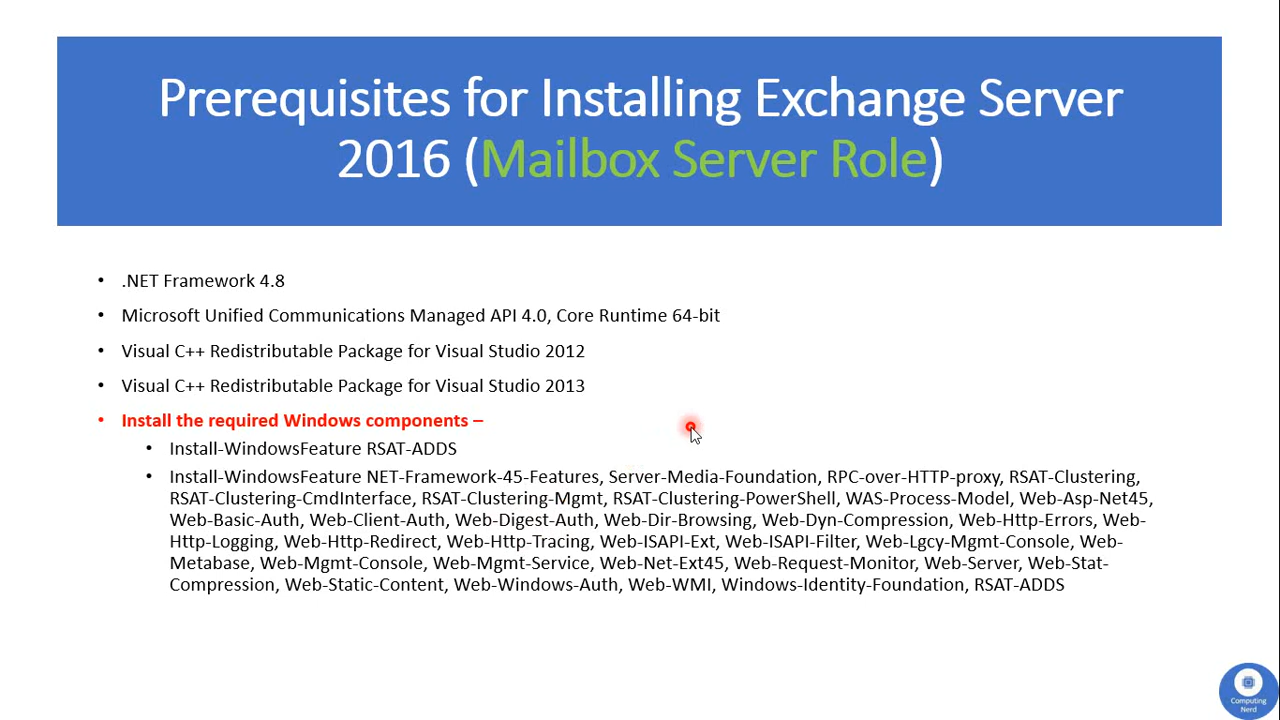 Prerequisites for Installing Exchange Server
2016 (Mailbox Server Role)
• .NET Framework 4.8
• Microsoft Unified Communications Managed API 4.0, Core Runtime 64-bit
• Visual C++ Redistributable Package for Visual Studio 2012
• Visual C++ Redistributable Package for Visual Studio 2013
• Install the required Windows components –
• Install-WindowsFeature RSAT-ADDS
• Install-WindowsFeature NET-Framework-45-Features, Server-Media-Foundation, RPC-over-HTTP-proxy, RSAT-Clustering,
RSAT-Clustering-CmdInterface, RSAT-Clustering-Mgmt, RSAT-Clustering-PowerShell, WAS-Process-Model, Web-Asp-Net45,
Web-Basic-Auth, Web-Client-Auth, Web-Digest-Auth, Web-Dir-Browsing, Web-Dyn-Compression, Web-Http-Errors, Web-
Http-Logging, Web-Http-Redirect, Web-Http-Tracing, Web-ISAPI-Ext, Web-ISAPI-Filter, Web-Lgcy-Mgmt-Console, Web-
Metabase, Web-Mgmt-Console, Web-Mgmt-Service, Web-Net-Ext45, Web-Request-Monitor, Web-Server, Web-Stat-
Compression, Web-Static-Content, Web-Windows-Auth, Web-WMI, Windows-Identity-Foundation, RSAT-ADDS
Computing
Nerd